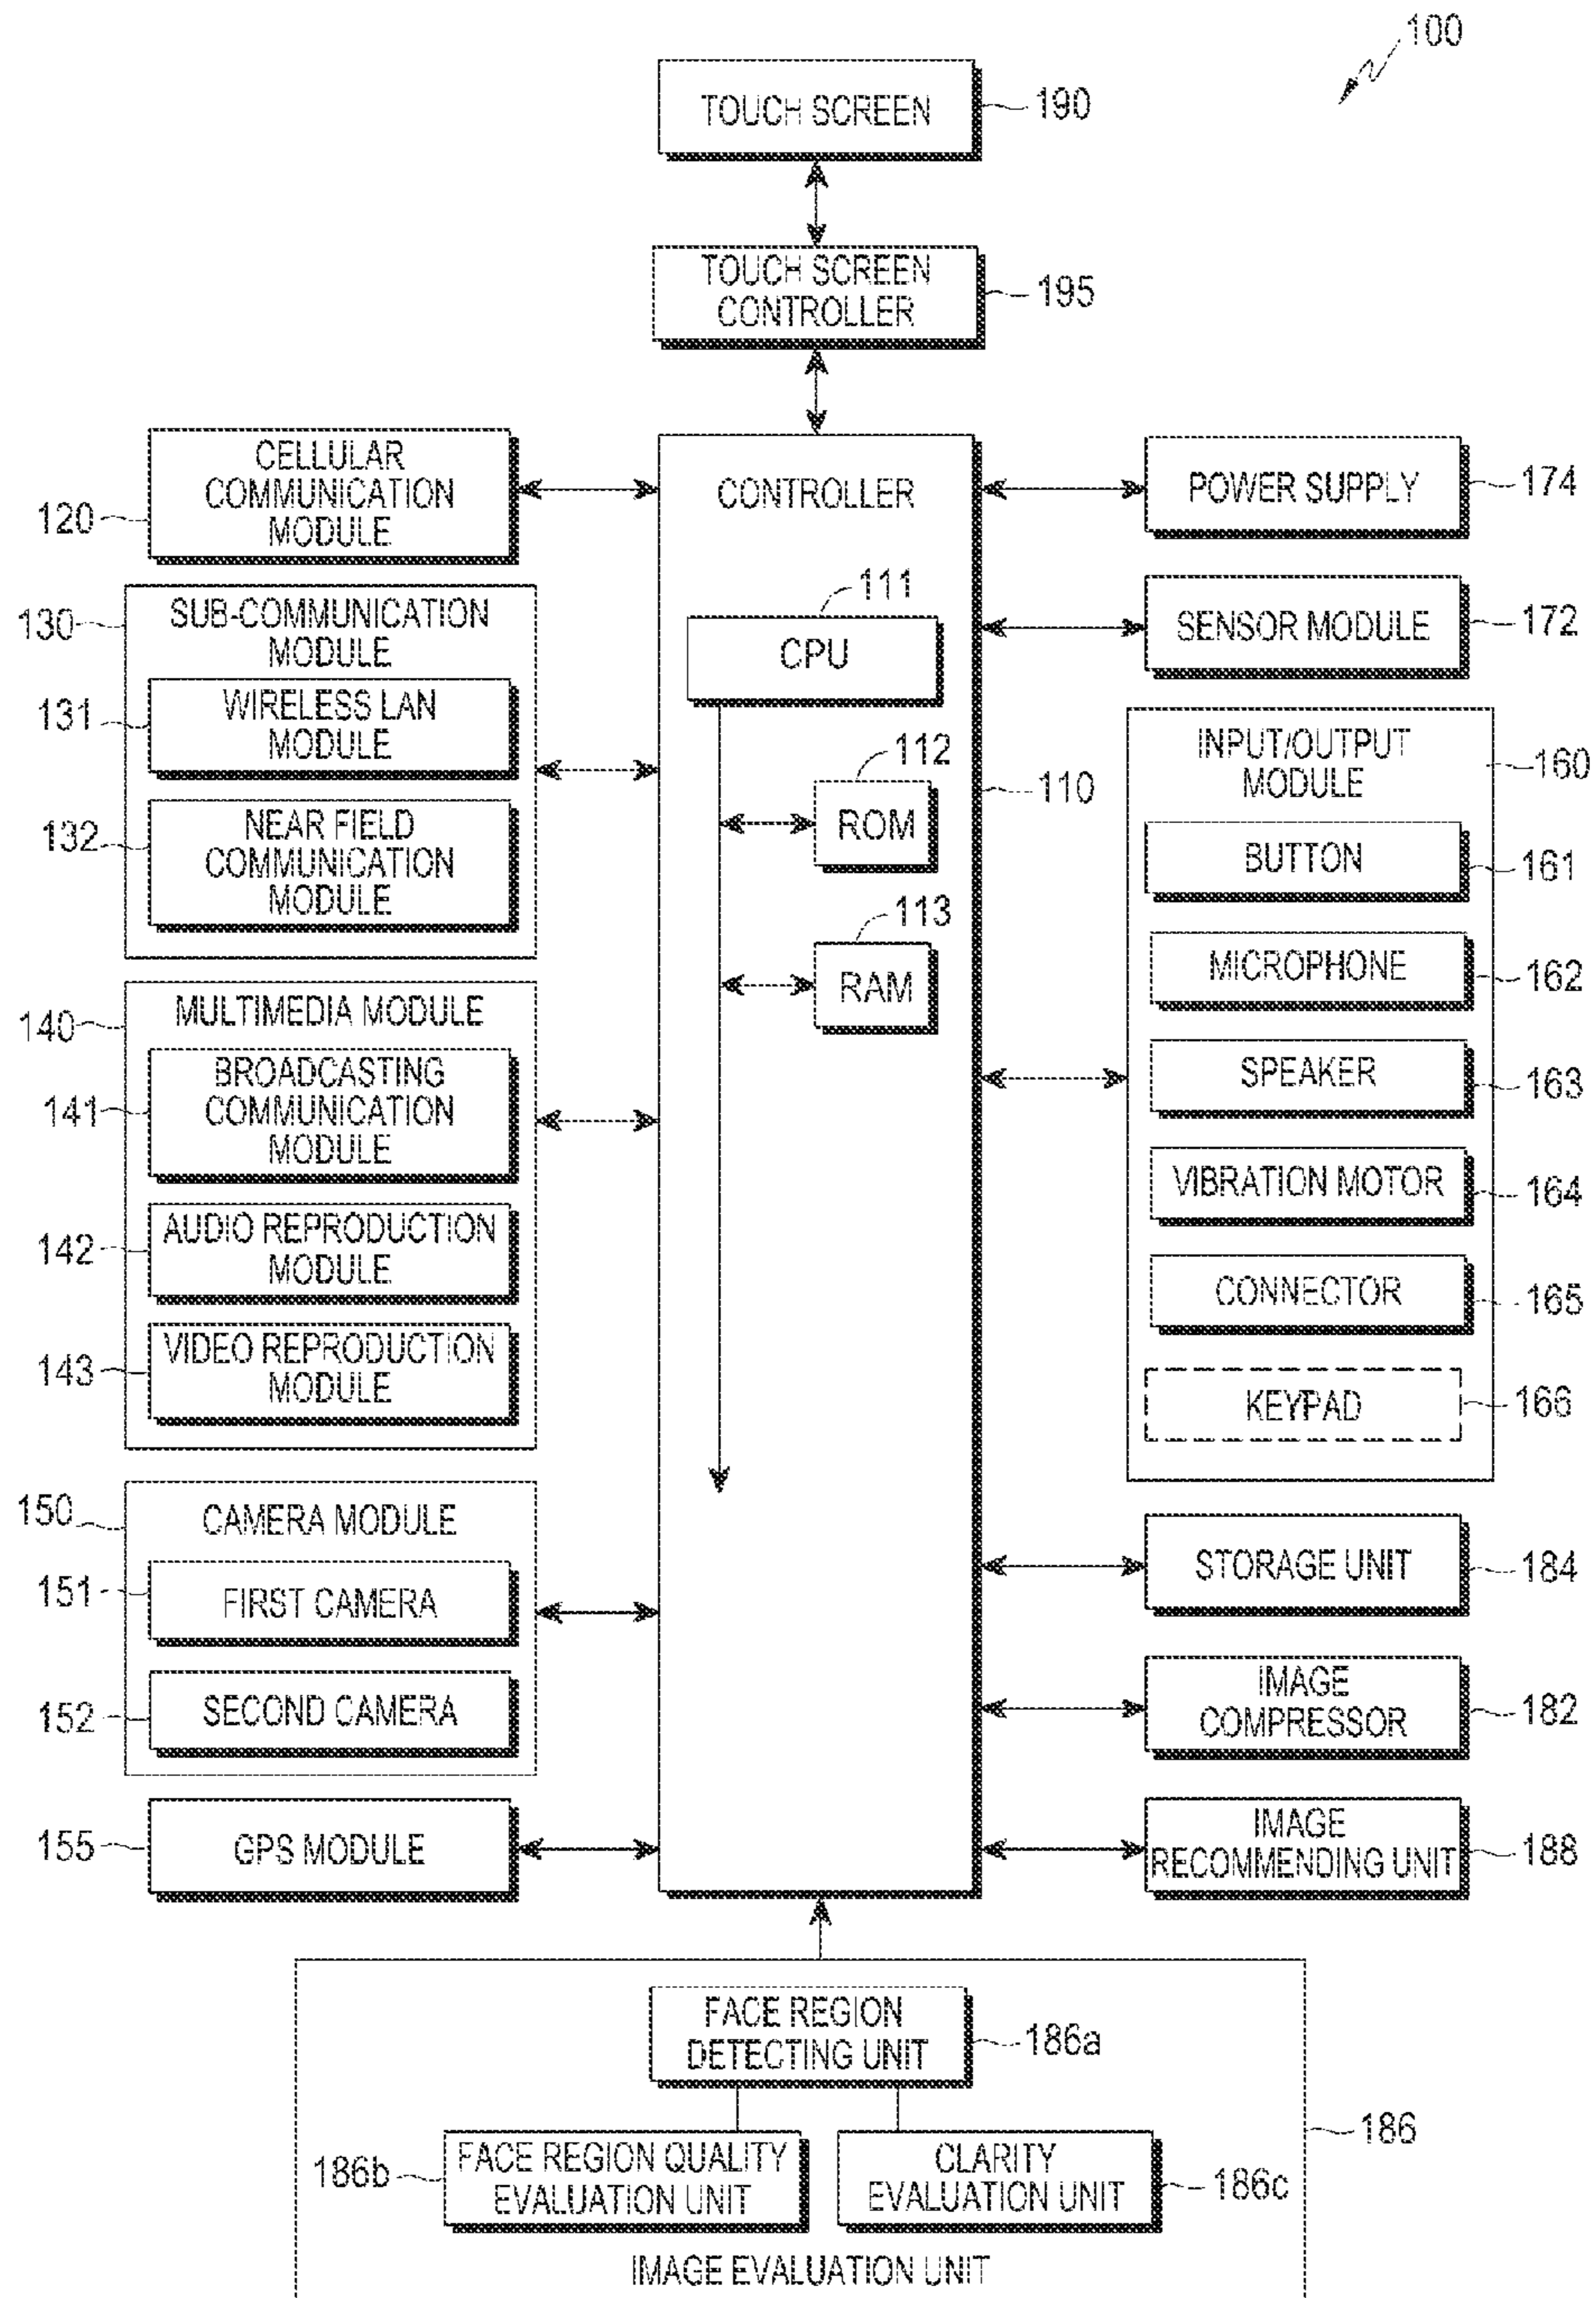 100
TOUCH SCREEN
190
TOUCH SCREEN
CONTROLLER
195
CELLULAR
COMMUNICATION
MODULE
120
SUB-COMMUNICATION
MODULE
130
WIRELESS LAN
MODULE
131
NEAR FIELD
COMMUNICATION
MODULE
132
MULTIMEDIA MODULE
140
BROADCASTING
COMMUNICATION
MODULE
141
AUDIO REPRODUCTION
MODULE
142
VIDEO REPRODUCTION
MODULE
143
CAMERA MODULE
150
FIRST CAMERA
151
SECOND CAMERA
152
GPS MODULE
155
CONTROLLER
110
111
CPU
112
ROM
113
RAM
POWER SUPPLY
174
SENSOR MODULE
172
INPUT/OUTPUT
MODULE
160
BUTTON
161
MICROPHONE
162
SPEAKER
163
VIBRATION MOTOR
164
CONNECTOR
165
KEYPAD
166
STORAGE UNIT
184
IMAGE
COMPRESSOR
182
IMAGE
RECOMMENDING UNIT
188
FACE REGION
DETECTING UNIT
186a
186
FACE REGION QUALITY
EVALUATION UNIT
186b
CLARITY
EVALUATION UNIT
186c
IMAGE EVALUATION UNIT